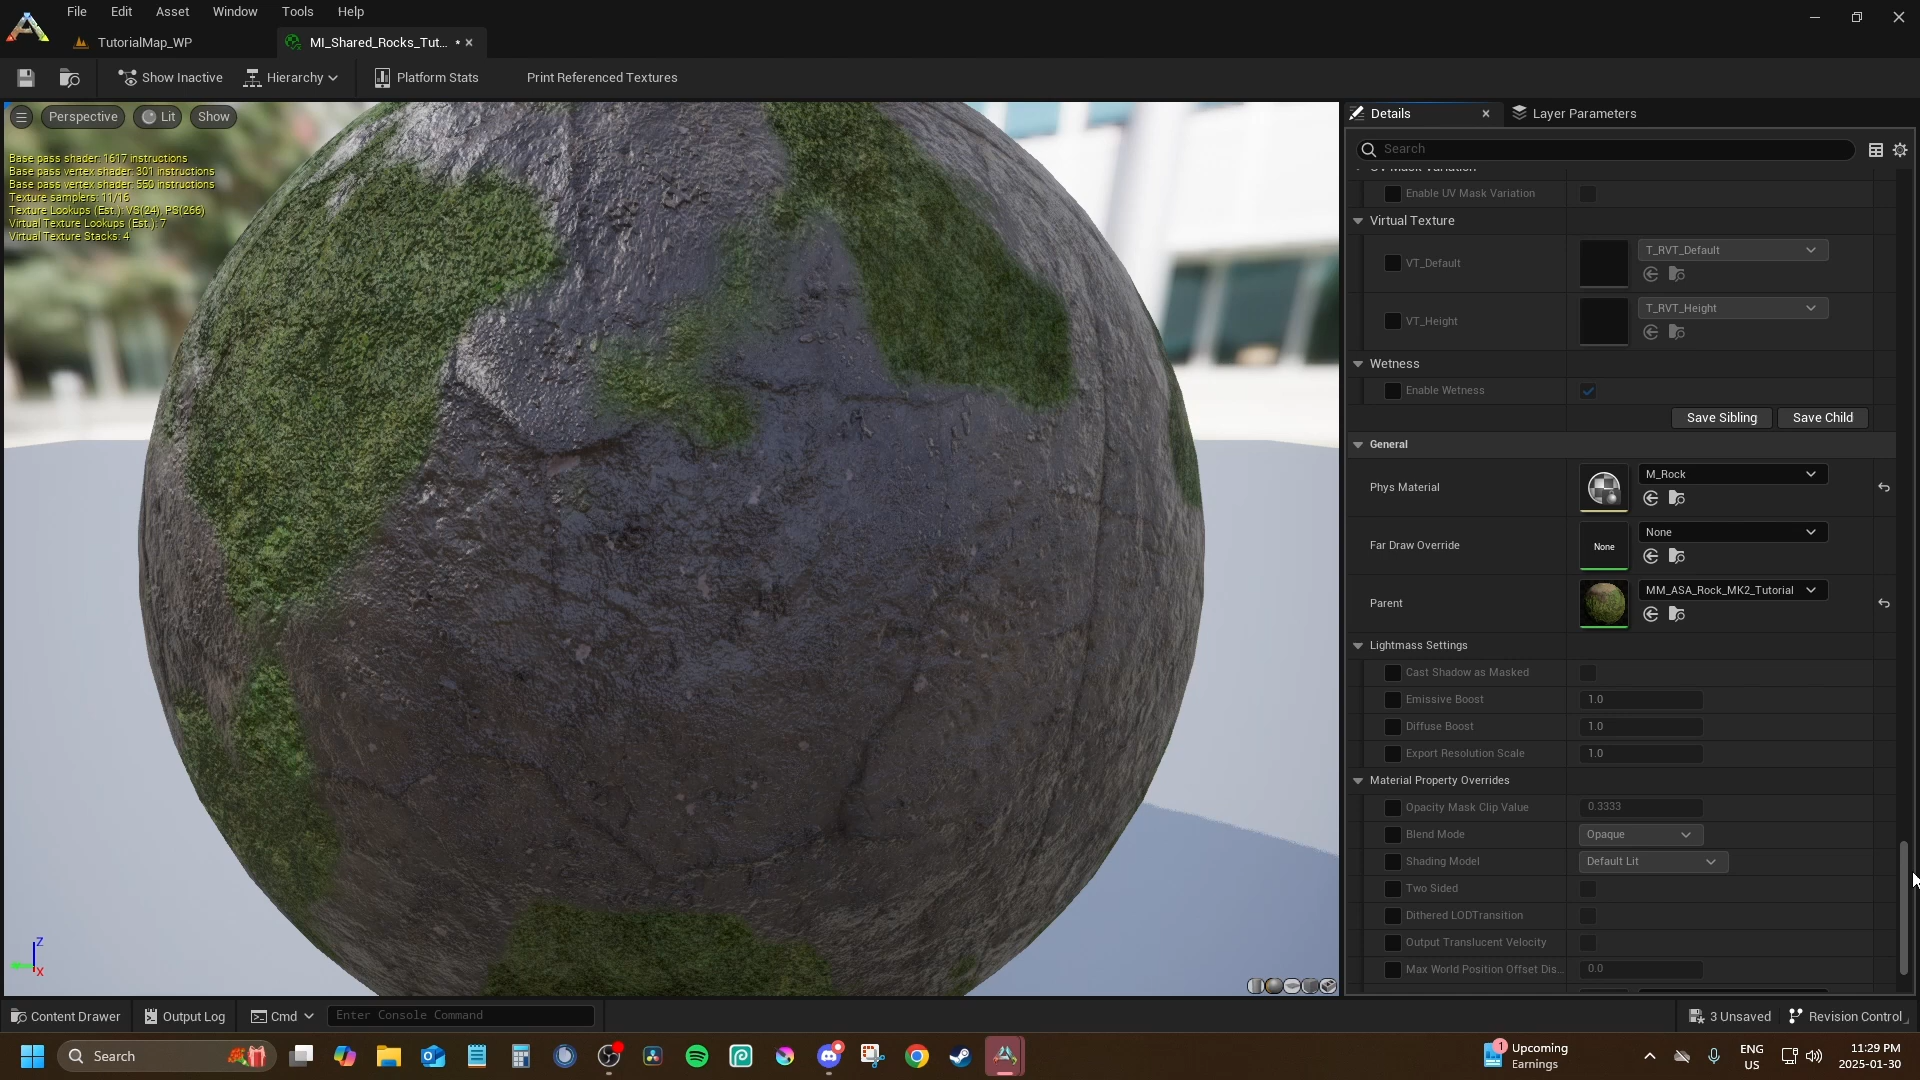 File Edit Asset Window Tools Help
TutorialMap_WP
MI_Shared_Rocks_Tut... *
Show Inactive Hierarchy Platform Stats Print Referenced Textures
Perspective Lit Show
Base pass shader: 1617 instructions
Base pass vertex shader: 301 instructions
Base pass vertex shader: 550 instructions
Texture samplers: 11/16
Texture Lookups (Est.): VS(24), PS(266)
Virtual Texture Lookups (Est.): 7
Virtual Texture Stacks: 4
Z
X
Details Layer Parameters
Search
UV Mask Variation
Enable UV Mask Variation
Virtual Texture
VT_Default T_RVT_Default
VT_Height T_RVT_Height
Wetness
Enable Wetness
Save Sibling Save Child
General
Phys Material M_Rock
Far Draw Override None None
Parent MM_ASA_Rock_MK2_Tutorial
Lightmass Settings
Cast Shadow as Masked
Emissive Boost 1.0
Diffuse Boost 1.0
Export Resolution Scale 1.0
Material Property Overrides
Opacity Mask Clip Value 0.3333
Blend Mode Opaque
Shading Model Default Lit
Two Sided
Dithered LODTransition
Output Translucent Velocity
Max World Position Offset Dis... 0.0
Content Drawer Output Log Cmd Enter Console Command 3 Unsaved Revision Control
Search
1
Upcoming
Earnings
ENG
US
11:29 PM
2025-01-30